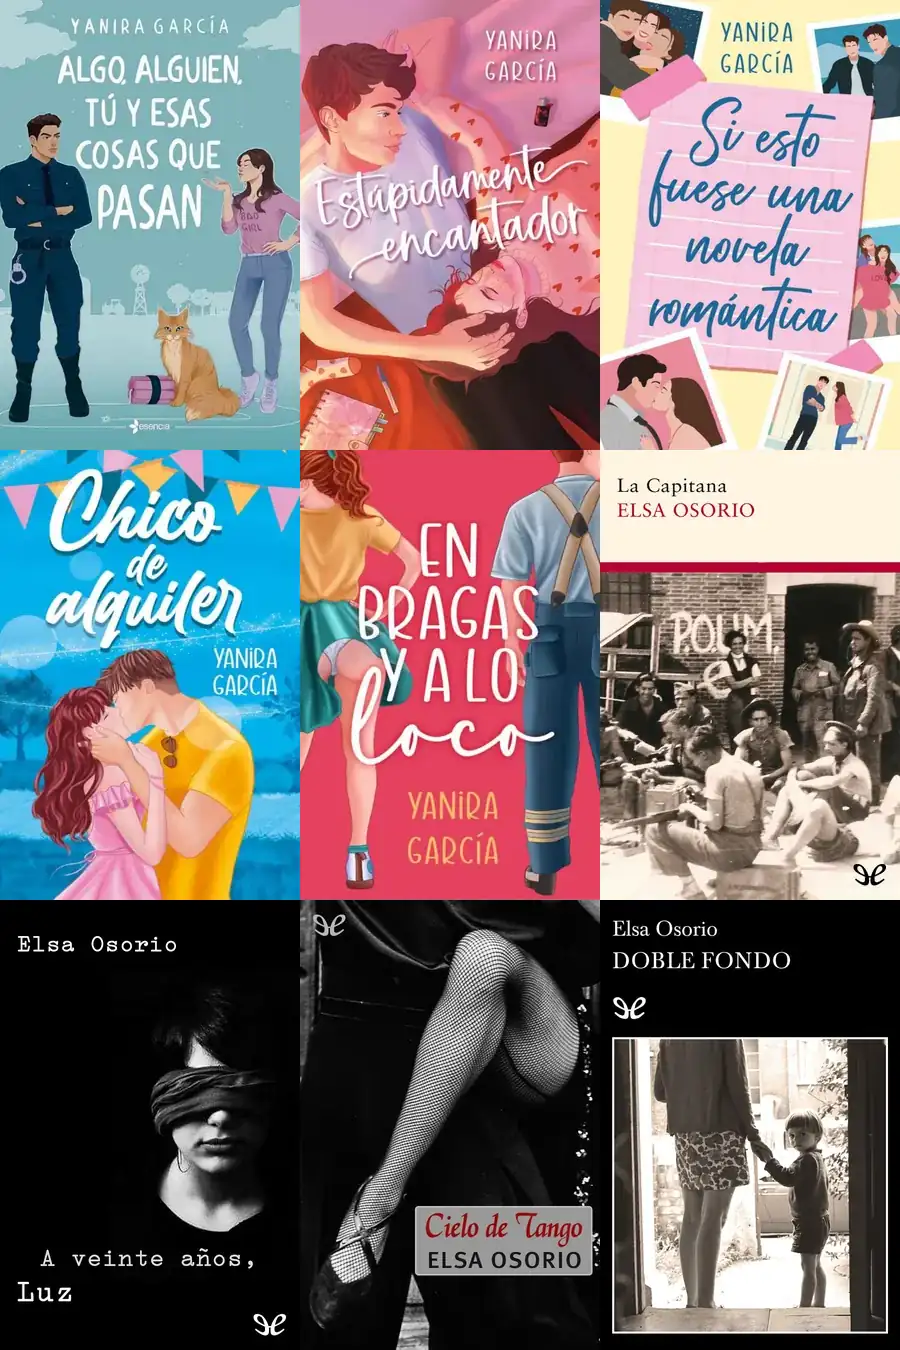 YANIRA GARCÍA
ALGO, ALGUIEN,
TÚ Y ESAS
COSAS QUE
PASAN
BAD
GIRL
esencia
YANIRA
GARCÍA
Estúpidamente
encantador
YANIRA
GARCÍA
Si esto
fuese una
novela
romántica
LOVE
Chico
de
alquiler
YANIRA
GARCÍA
EN
BRAGAS
Y A LO
loco
YANIRA
GARCÍA
La Capitana
ELSA OSORIO
P.O.U.M.
Elsa Osorio
A veinte años,
Luz
Cielo de Tango
ELSA OSORIO
Elsa Osorio
DOBLE FONDO